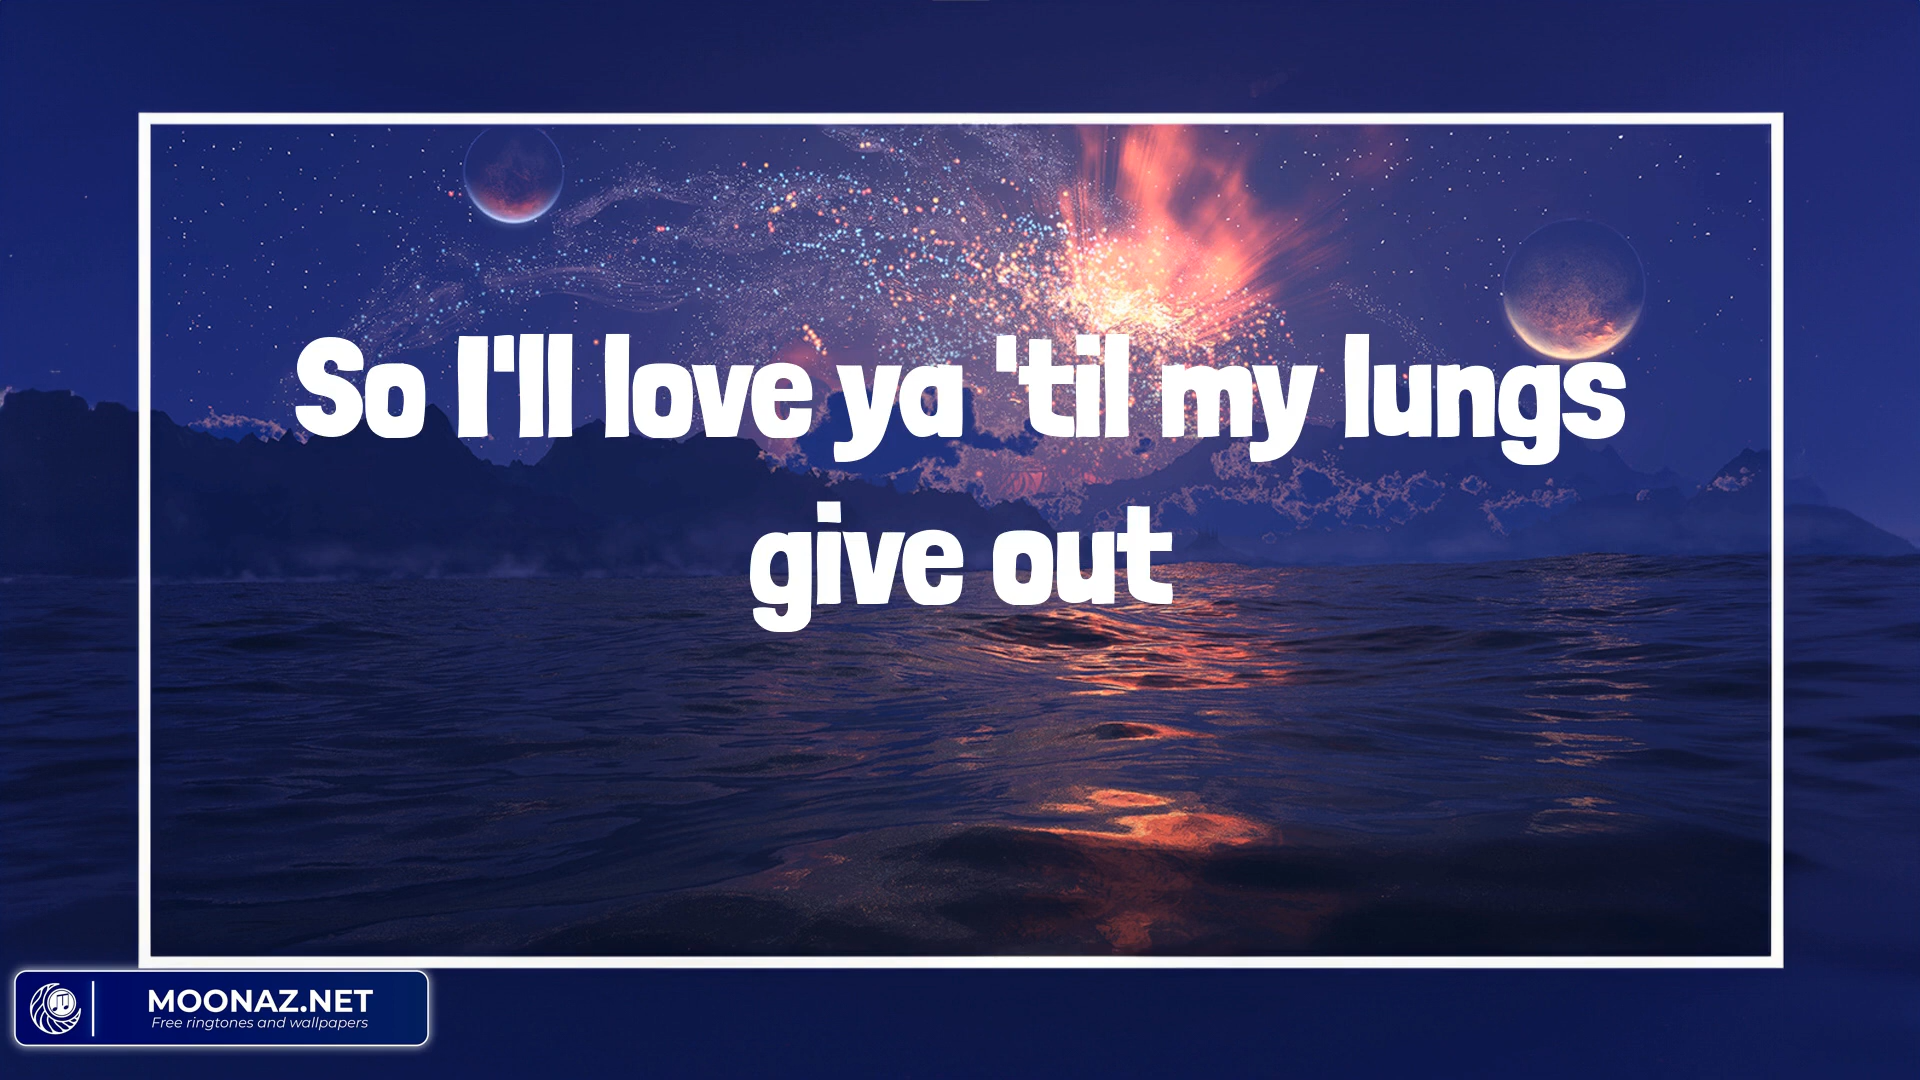 So I'll love ya 'til my lungs
give out
MOONAZ.NET
Free ringtones and wallpapers